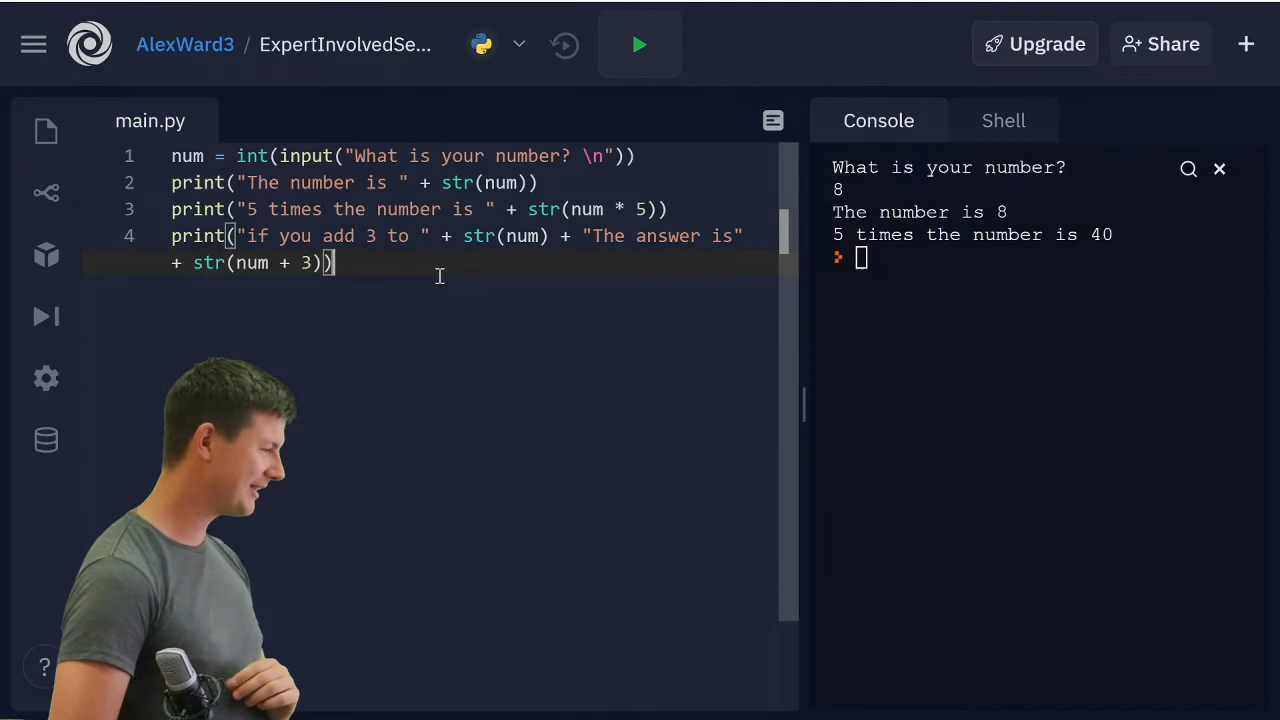 AlexWard3 / ExpertInvolvedSe...
Upgrade
Share
main.py
Console
Shell
1 num = int(input("What is your number? \n"))
2 print("The number is " + str(num))
3 print("5 times the number is " + str(num * 5))
4 print("if you add 3 to " + str(num) + "The answer is"
+ str(num + 3))
What is your number?
8
The number is 8
5 times the number is 40
?